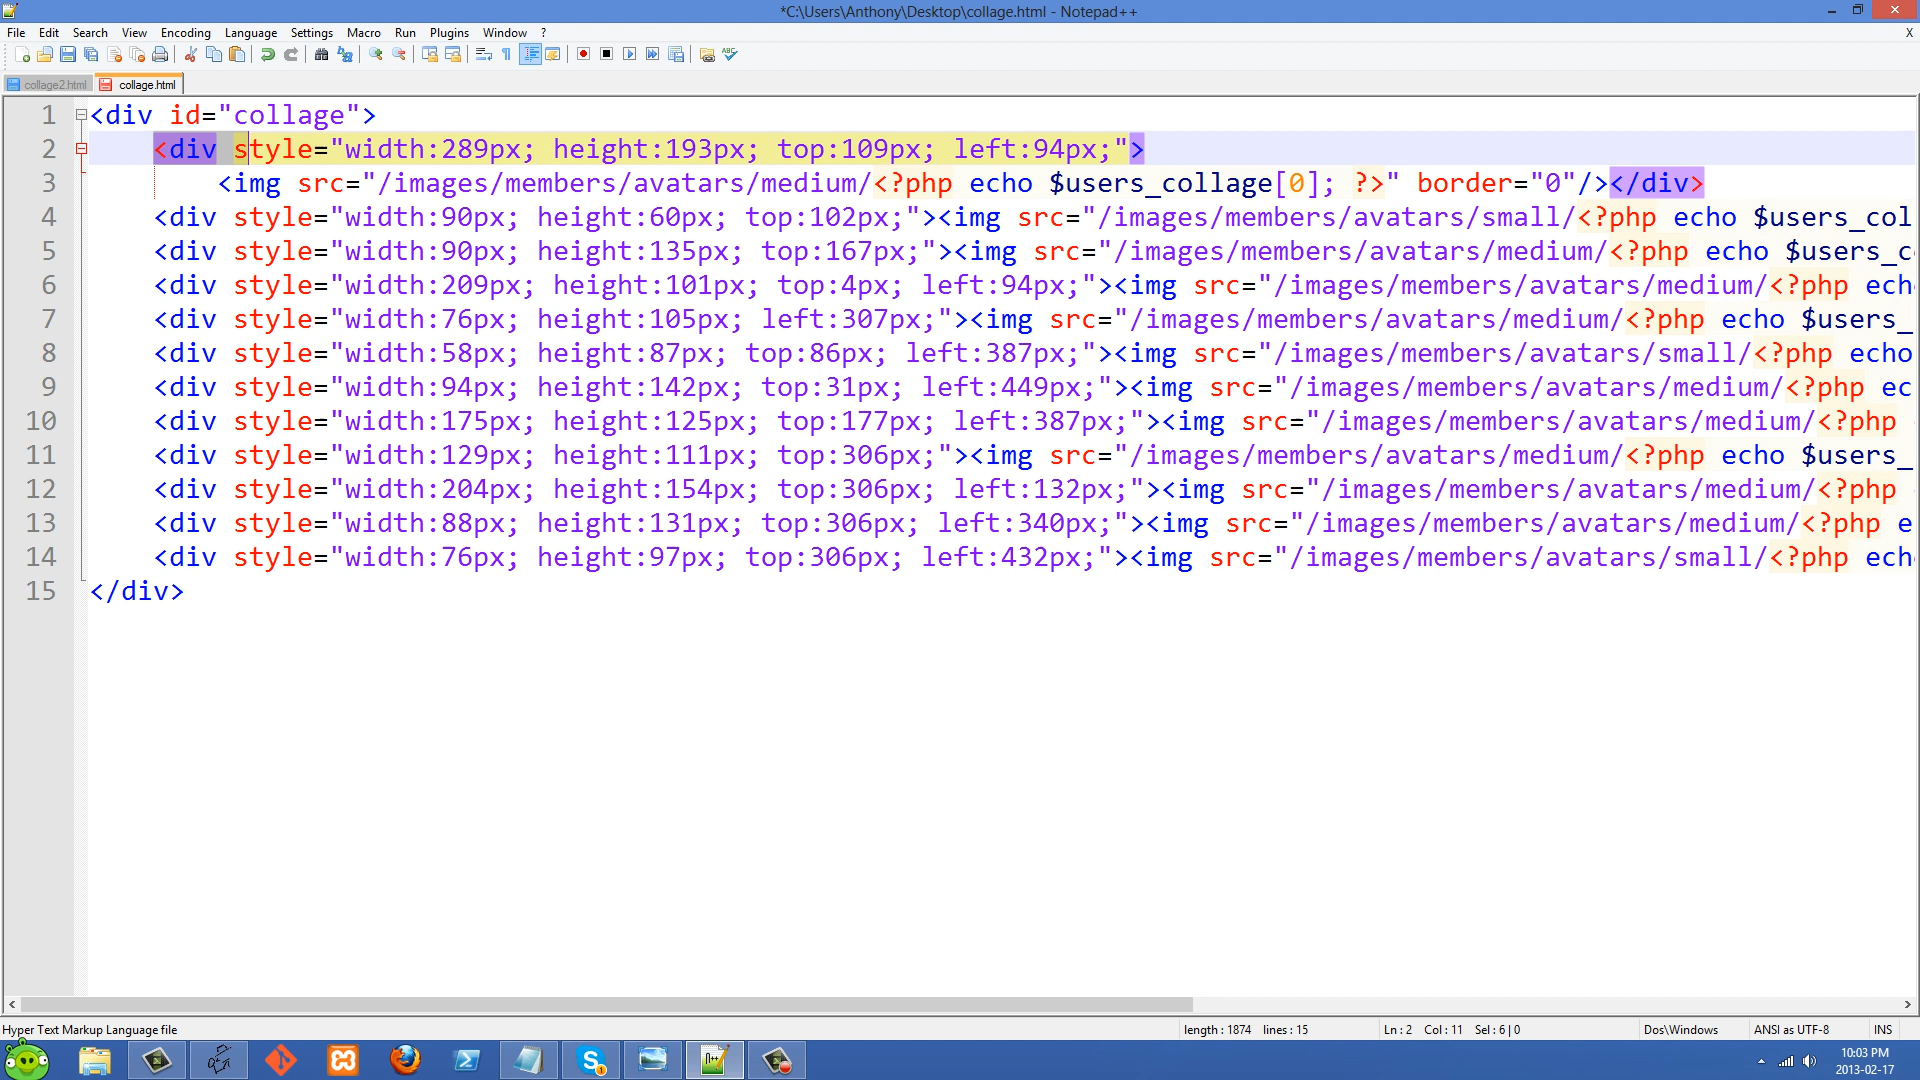 *C:\Users\Anthony\Desktop\collage.html - Notepad++
File Edit Search View Encoding Language Settings Macro Run Plugins Window ? X
collage2.html collage.html
1 <div id="collage">
2 <div style="width:289px; height:193px; top:109px; left:94px;">
3 <img src="/images/members/avatars/medium/<?php echo $users_collage[0]; ?>" border="0"/></div>
4 <div style="width:90px; height:60px; top:102px;"><img src="/images/members/avatars/small/<?php echo $users_col
5 <div style="width:90px; height:135px; top:167px;"><img src="/images/members/avatars/medium/<?php echo $users_c
6 <div style="width:209px; height:101px; top:4px; left:94px;"><img src="/images/members/avatars/medium/<?php ech
7 <div style="width:76px; height:105px; left:307px;"><img src="/images/members/avatars/medium/<?php echo $users_
8 <div style="width:58px; height:87px; top:86px; left:387px;"><img src="/images/members/avatars/small/<?php echo
9 <div style="width:94px; height:142px; top:31px; left:449px;"><img src="/images/members/avatars/medium/<?php ec
10 <div style="width:175px; height:125px; top:177px; left:387px;"><img src="/images/members/avatars/medium/<?php
11 <div style="width:129px; height:111px; top:306px;"><img src="/images/members/avatars/medium/<?php echo $users_
12 <div style="width:204px; height:154px; top:306px; left:132px;"><img src="/images/members/avatars/medium/<?php
13 <div style="width:88px; height:131px; top:306px; left:340px;"><img src="/images/members/avatars/medium/<?php e
14 <div style="width:76px; height:97px; top:306px; left:432px;"><img src="/images/members/avatars/small/<?php ech
15 </div>
Hyper Text Markup Language file length : 1874 lines : 15 Ln : 2 Col : 11 Sel : 6 | 0 Dos\Windows ANSI as UTF-8 INS
10:03 PM
2013-02-17